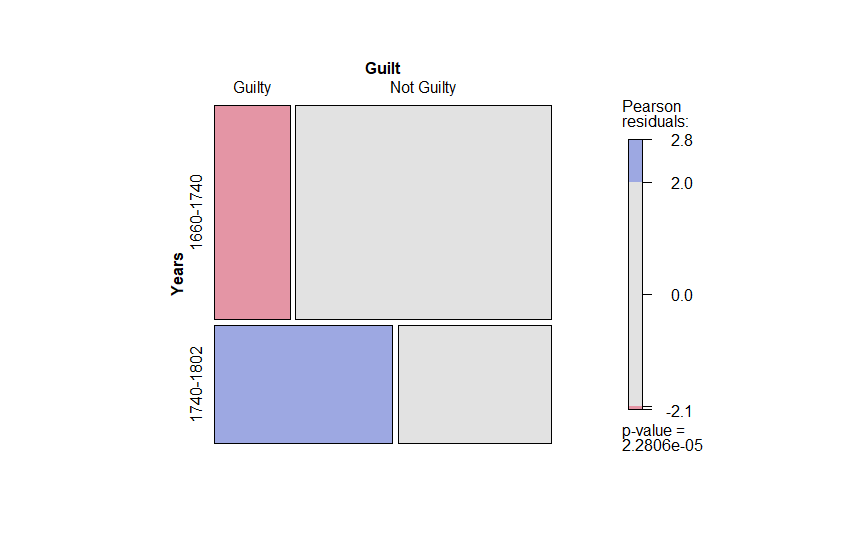 Guilt
Guilty Not Guilty
Years
1660-1740
1740-1802
Pearson
residuals:
2.8
2.0
0.0
-2.1
p-value =
2.2806e-05